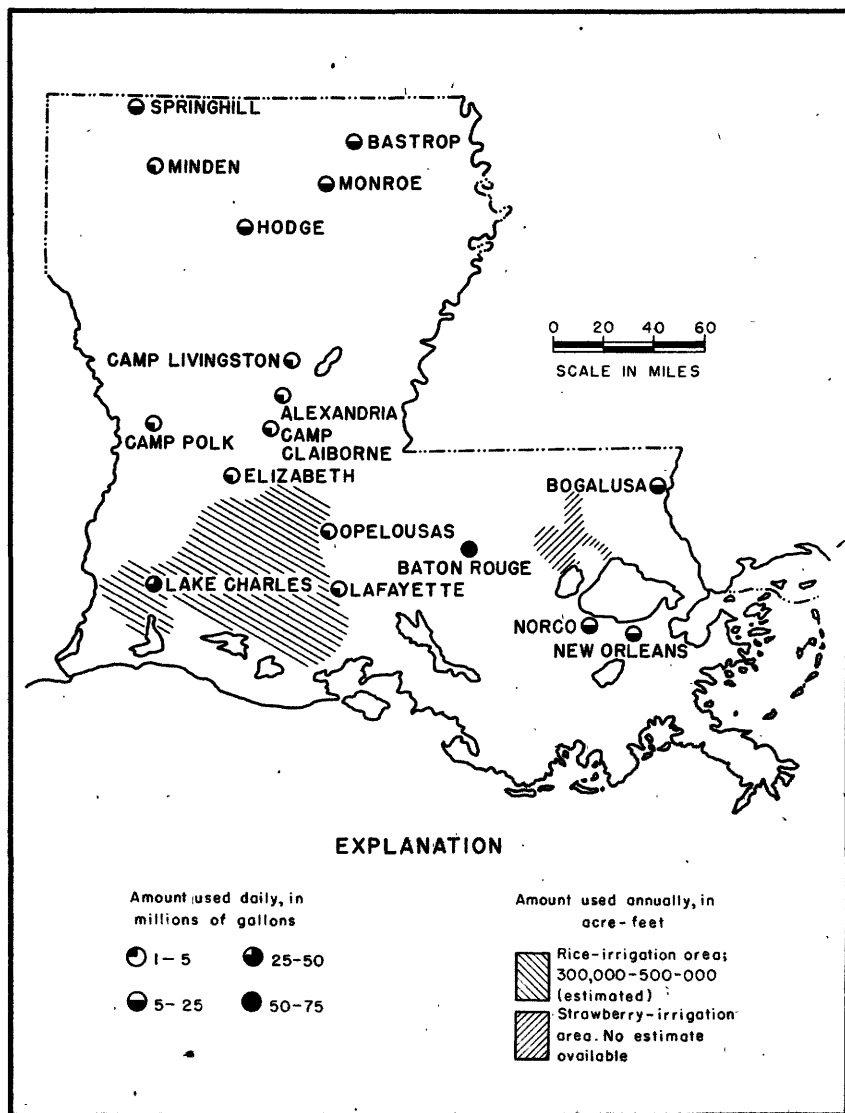 SPRINGHILL
BASTROP
MINDEN
MONROE
HODGE
0 20 40 60
SCALE IN MILES
CAMP LIVINGSTON
ALEXANDRIA
CAMP POLK
CAMP
CLAIBORNE
ELIZABETH
BOGALUSA
OPELOUSAS
BATON ROUGE
LAKE CHARLES
LAFAYETTE
NORCO
NEW ORLEANS
EXPLANATION
Amount used daily, in
millions of gallons
1-5
25-50
5-25
50-75
Amount used annually, in
acre-feet
Rice-irrigation area;
300,000-500-000
(estimated)
Strawberry-irrigation
area. No estimate
available